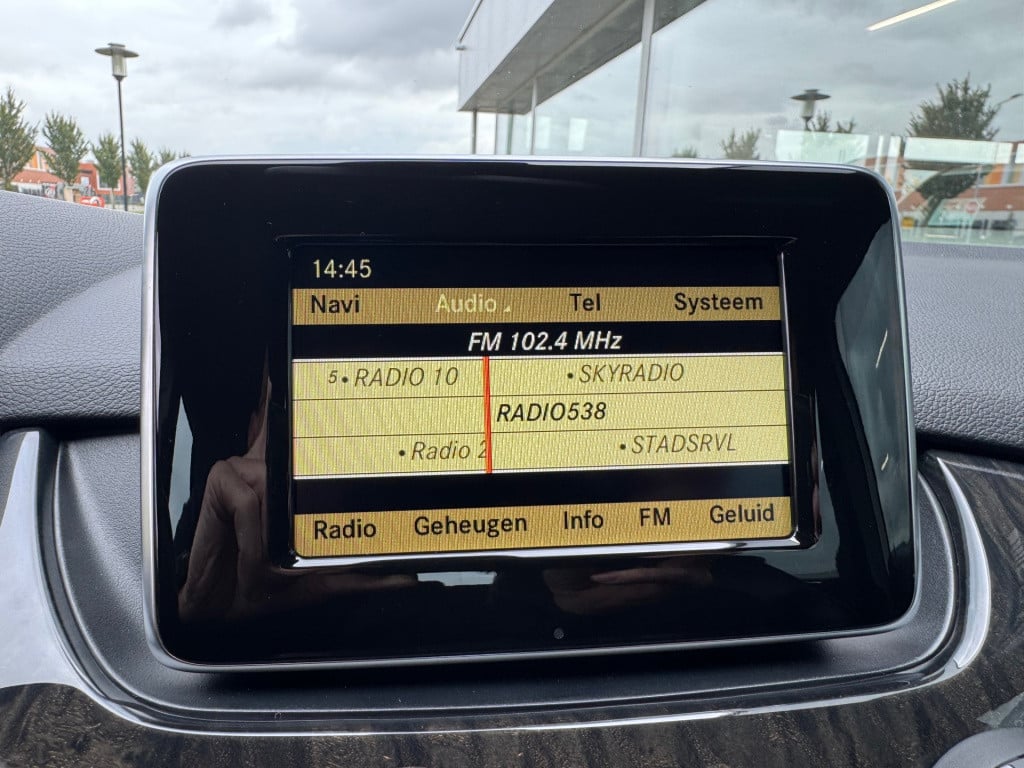 14:45
Navi Audio Tel Systeem
FM 102.4 MHz
5•RADIO 10 •SKYRADIO
RADIO538
•Radio 2 •STADSRVL
Radio Geheugen Info FM Geluid